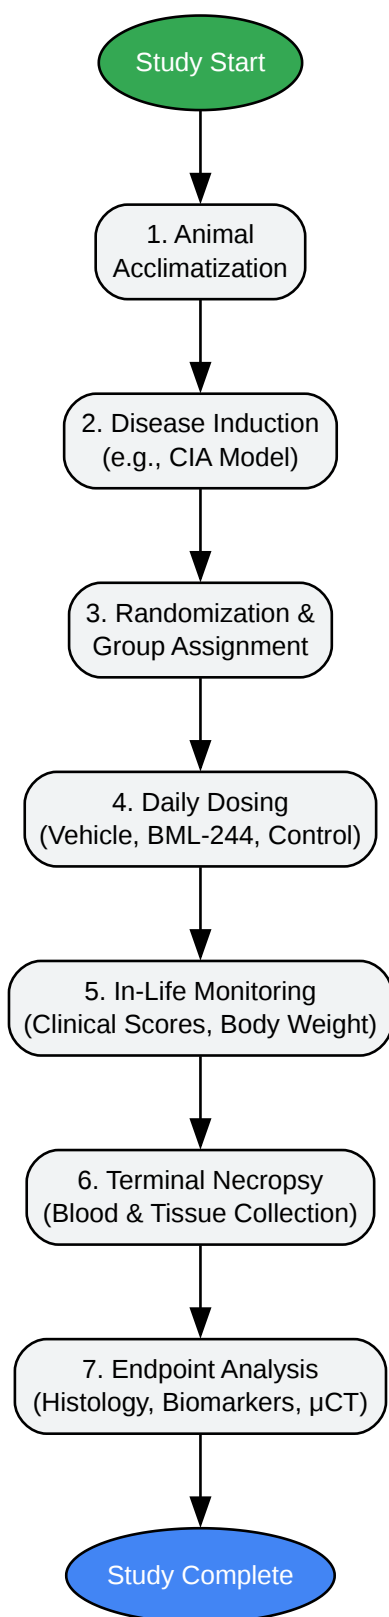 Study Start
1. Animal
Acclimatization
2. Disease Induction
(e.g., CIA Model)
3. Randomization &
Group Assignment
4. Daily Dosing
(Vehicle, BML-244, Control)
5. In-Life Monitoring
(Clinical Scores, Body Weight)
6. Terminal Necropsy
(Blood & Tissue Collection)
7. Endpoint Analysis
(Histology, Biomarkers, μCT)
Study Complete